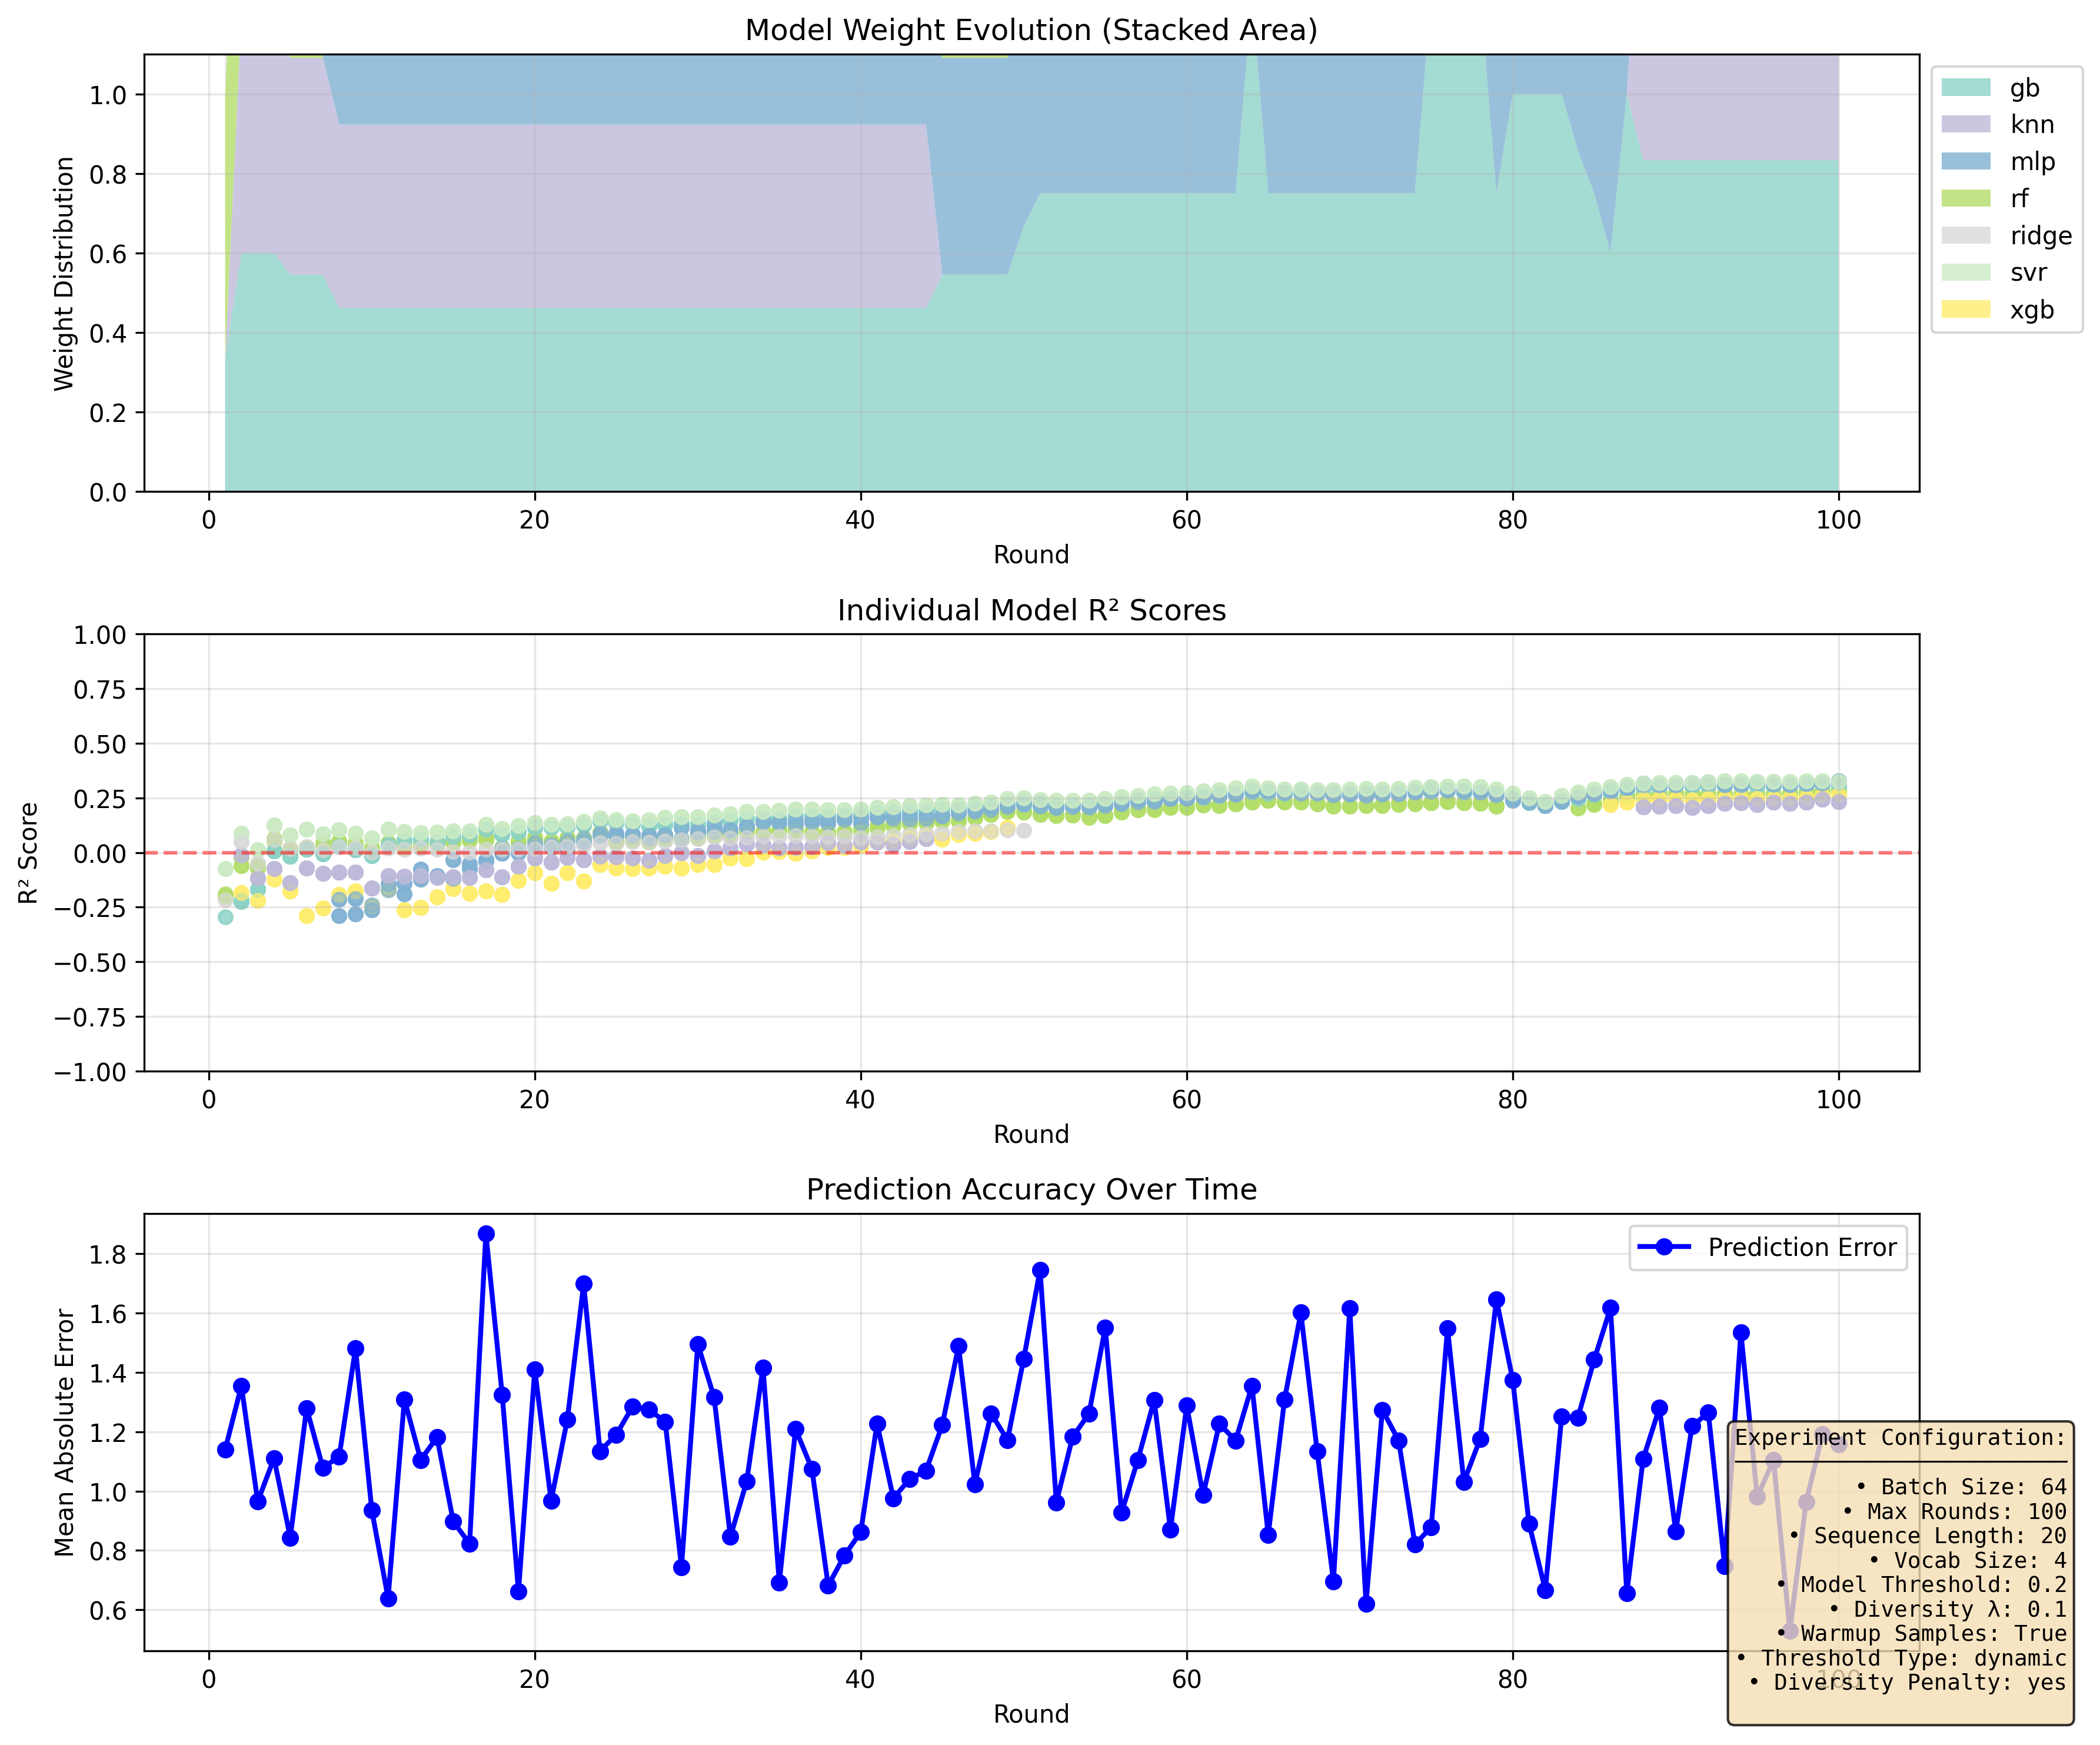 Model Weight Evolution (Stacked Area)
Weight Distribution
1.0
0.8
0.6
0.4
0.2
0.0
0 20 40 60 80 100
Round
gb
knn
mlp
rf
ridge
svr
xgb
Individual Model R² Scores
R² Score
1.00
0.75
0.50
0.25
0.00
−0.25
−0.50
−0.75
−1.00
0 20 40 60 80 100
Round
Prediction Accuracy Over Time
Mean Absolute Error
1.8
1.6
1.4
1.2
1.0
0.8
0.6
0 20 40 60 80 100
Round
Prediction Error
Experiment Configuration:
• Batch Size: 64
• Max Rounds: 100
• Sequence Length: 20
• Vocab Size: 4
• Model Threshold: 0.2
• Diversity λ: 0.1
• Warmup Samples: True
• Threshold Type: dynamic
• Diversity Penalty: yes